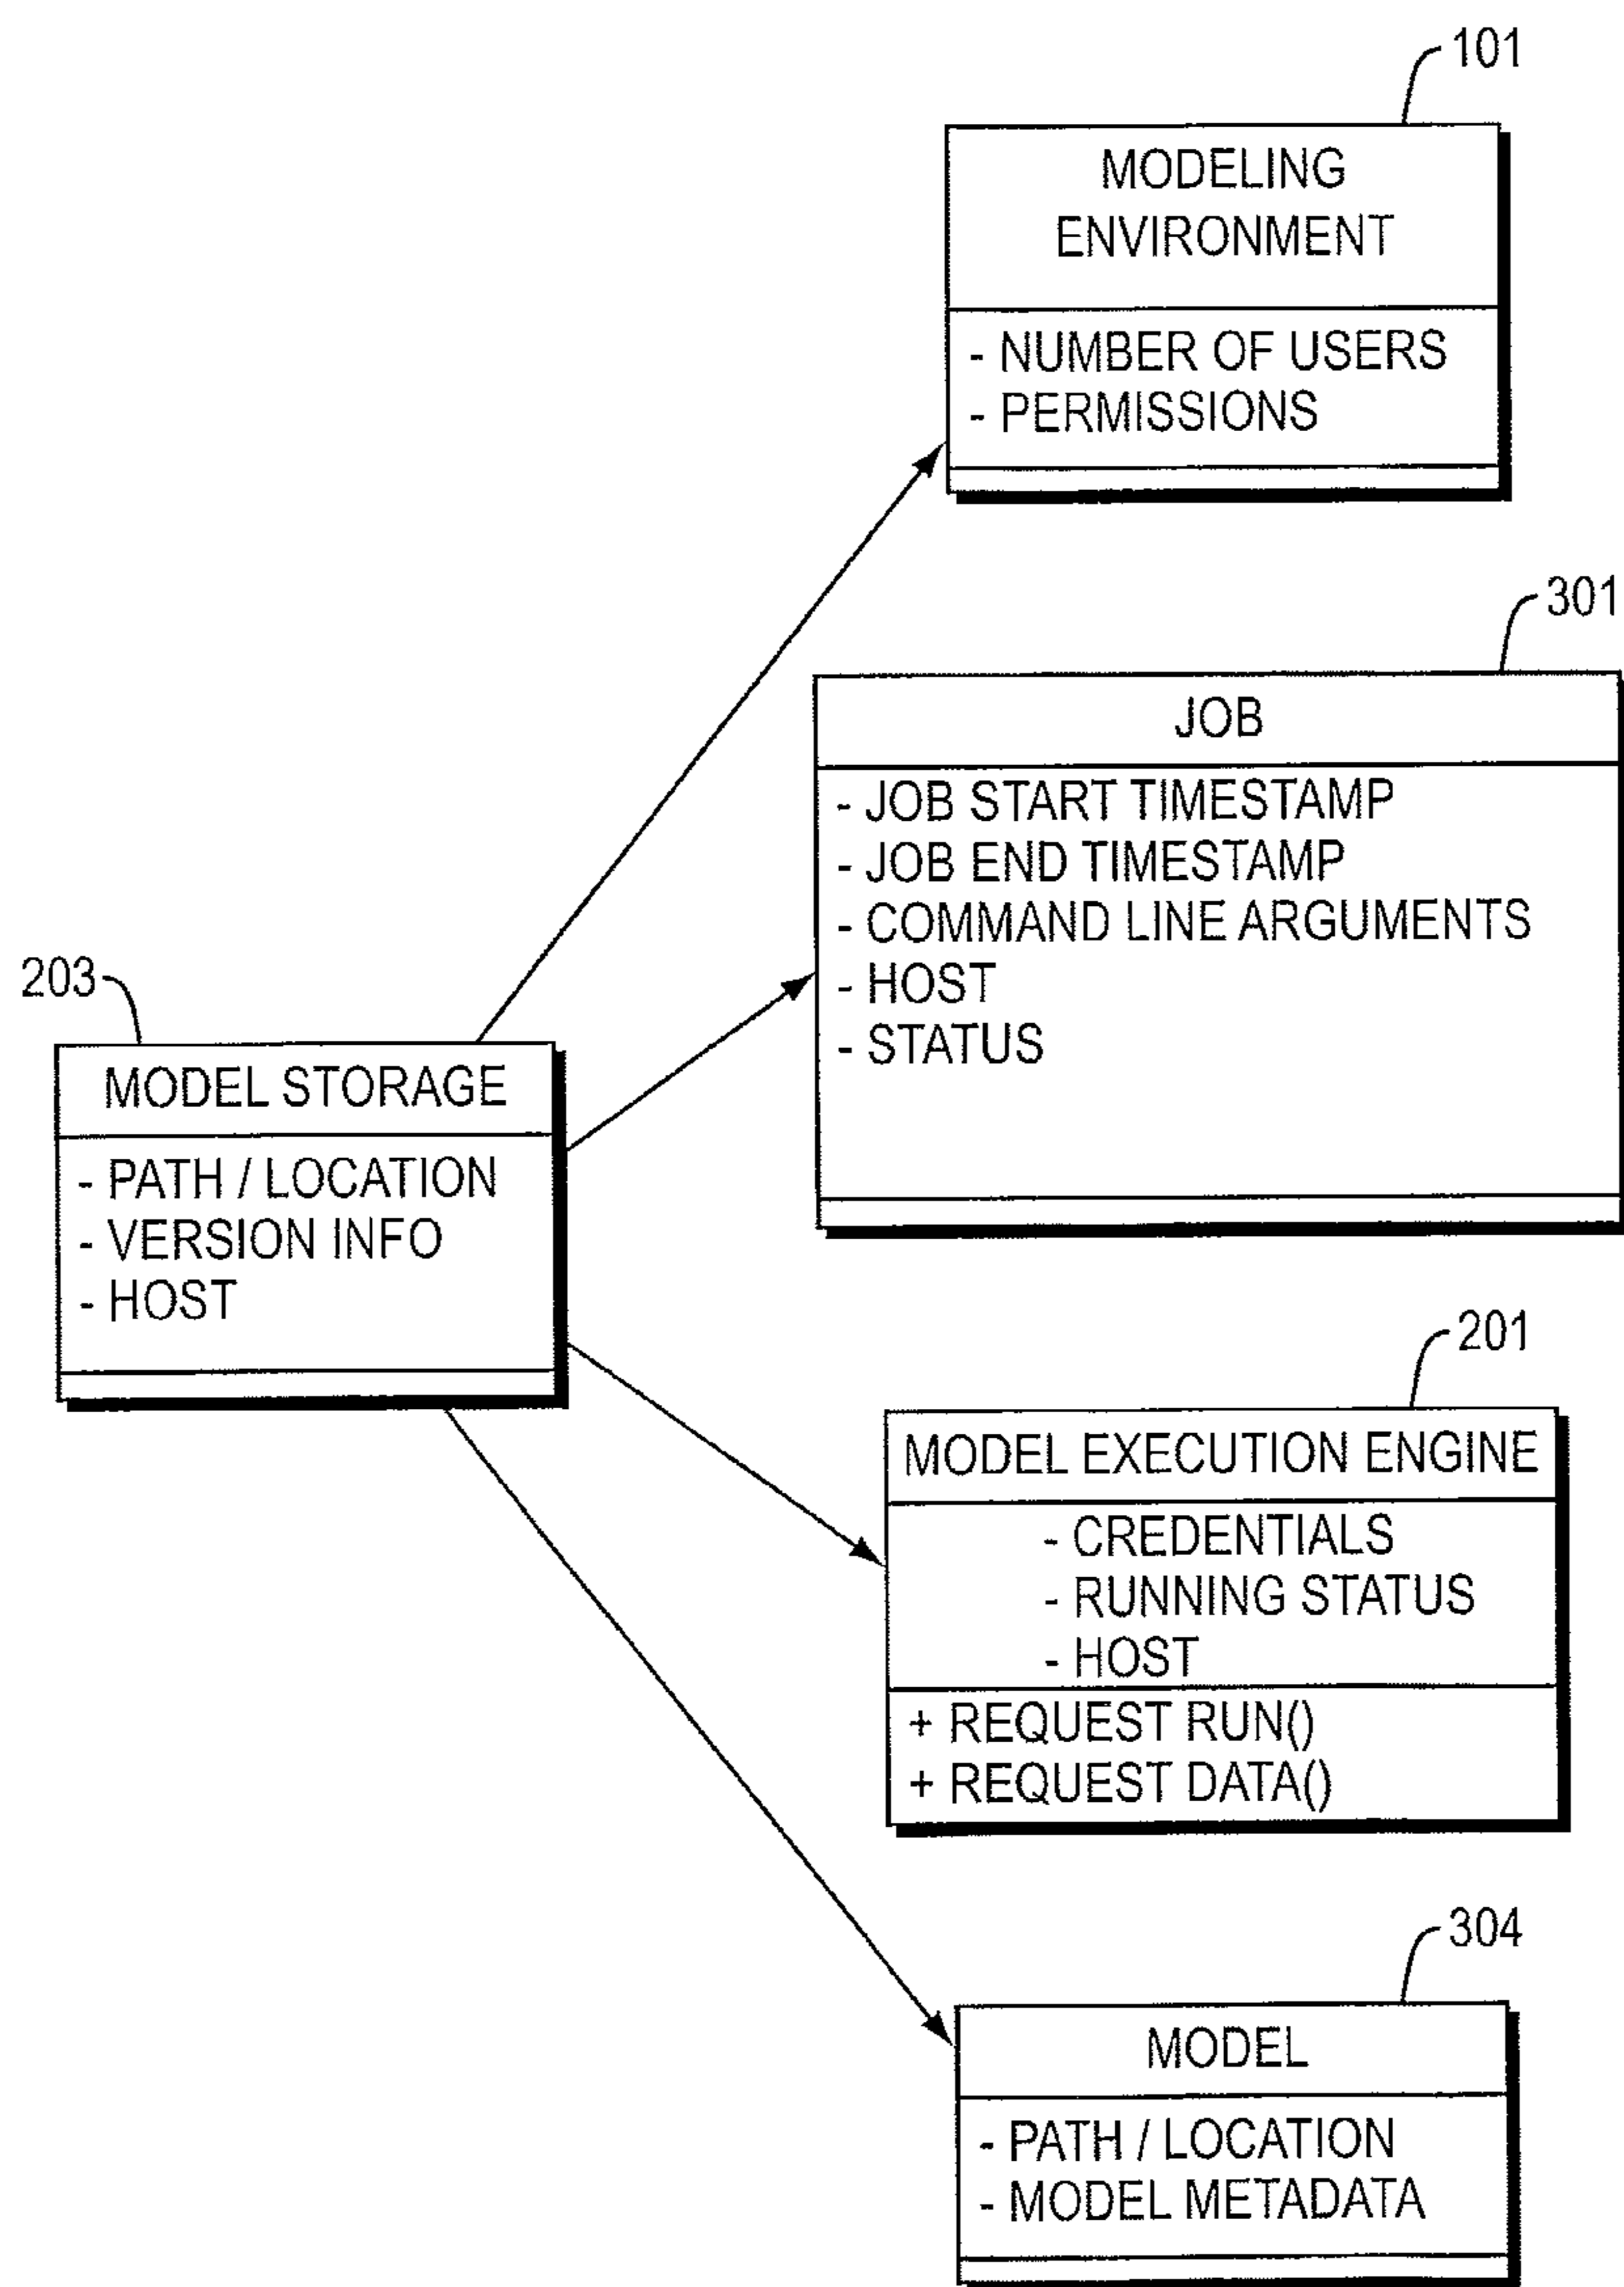 101
MODELING
ENVIRONMENT
- NUMBER OF USERS
- PERMISSIONS
301
JOB
- JOB START TIMESTAMP
- JOB END TIMESTAMP
- COMMAND LINE ARGUMENTS
- HOST
- STATUS
203
MODEL STORAGE
- PATH / LOCATION
- VERSION INFO
- HOST
201
MODEL EXECUTION ENGINE
- CREDENTIALS
- RUNNING STATUS
- HOST
+ REQUEST RUN()
+ REQUEST DATA()
304
MODEL
- PATH / LOCATION
- MODEL METADATA